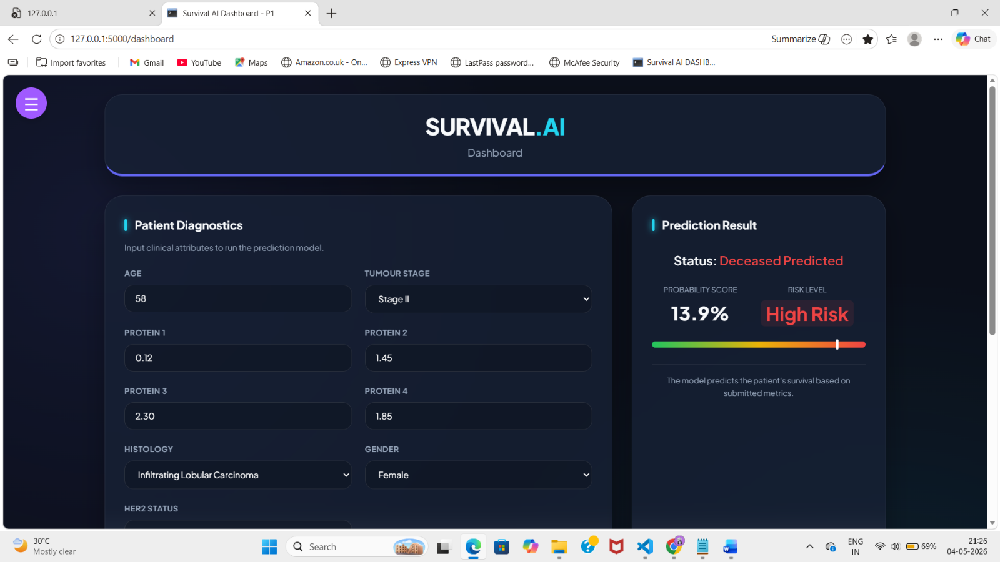 127.0.0.1
Survival AI Dashboard - P1
127.0.0.1:5000/dashboard
Summarize
Chat
Import favorites
Gmail
YouTube
Maps
Amazon.co.uk - On...
Express VPN
LastPass password...
McAfee Security
Survival AI DASHB...
SURVIVAL.AI
Dashboard
Patient Diagnostics
Input clinical attributes to run the prediction model.
AGE
58
TUMOUR STAGE
Stage II
PROTEIN 1
0.12
PROTEIN 2
1.45
PROTEIN 3
2.30
PROTEIN 4
1.85
HISTOLOGY
Infiltrating Lobular Carcinoma
GENDER
Female
HER2 STATUS
Prediction Result
Status: Deceased Predicted
PROBABILITY SCORE
13.9%
RISK LEVEL
High Risk
The model predicts the patient's survival based on
submitted metrics.
30°C
Mostly clear
Search
ENG
IN
69%
21:26
04-05-2026